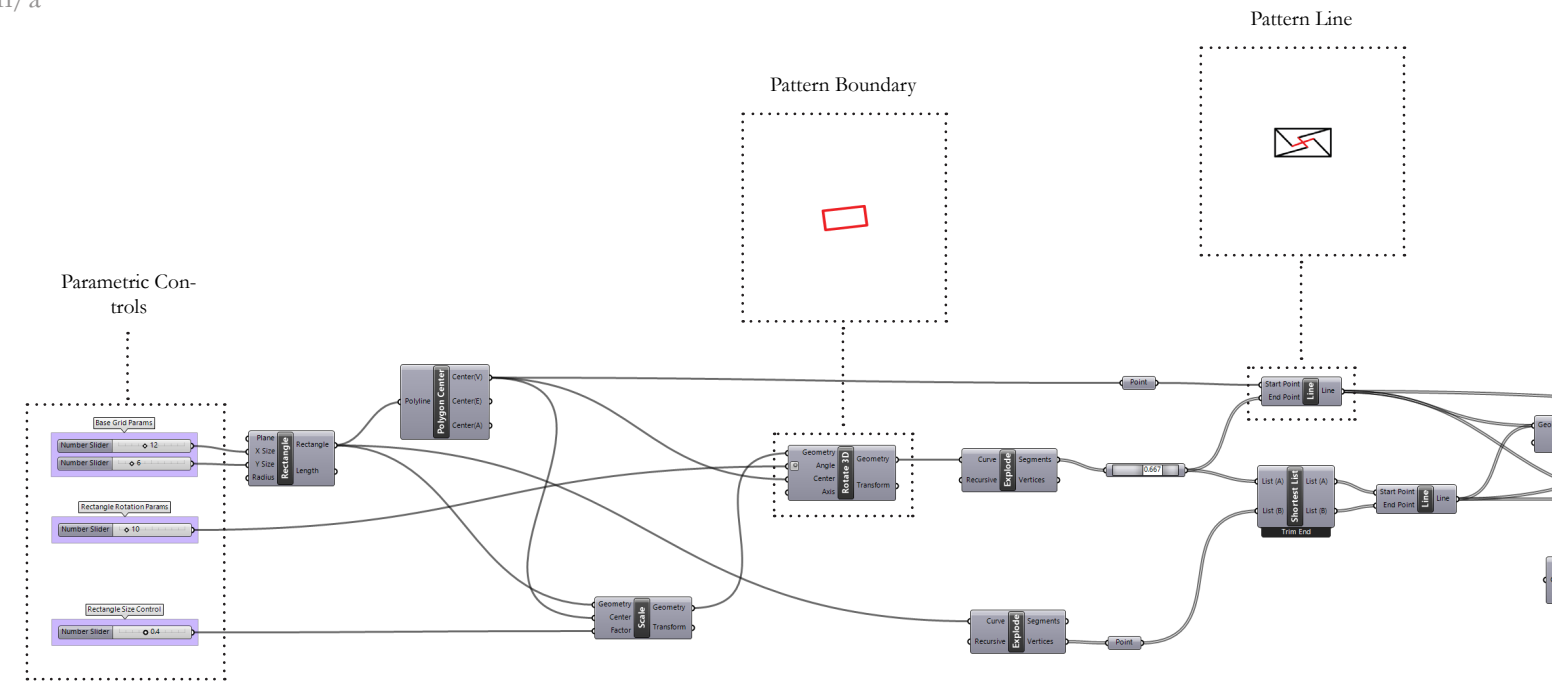 n/a
Pattern Line
Pattern Boundary
Parametric Con-
trols
Base Grid Params
Number Slider 12
Number Slider 6
Rectangle Rotation Params
Number Slider 10
Rectangle Size Control
Number Slider 0.4
Plane
X Size
Y Size
Radius
Rectangle
Rectangle
Length
Polyline
Polygon Center
Center(V)
Center(E)
Center(A)
Geometry
Center
Factor
Scale
Geometry
Transform
Geometry
Angle
Center
Axis
Rotate 3D
Geometry
Transform
Curve
Recursive
Explode
Segments
Vertices
0.667
Curve
Recursive
Explode
Segments
Vertices
Point
Point
Start Point
End Point
Line
Line
List (A)
List (B)
Shortest List
List (A)
List (B)
Trim End
Start Point
End Point
Line
Line
Geo